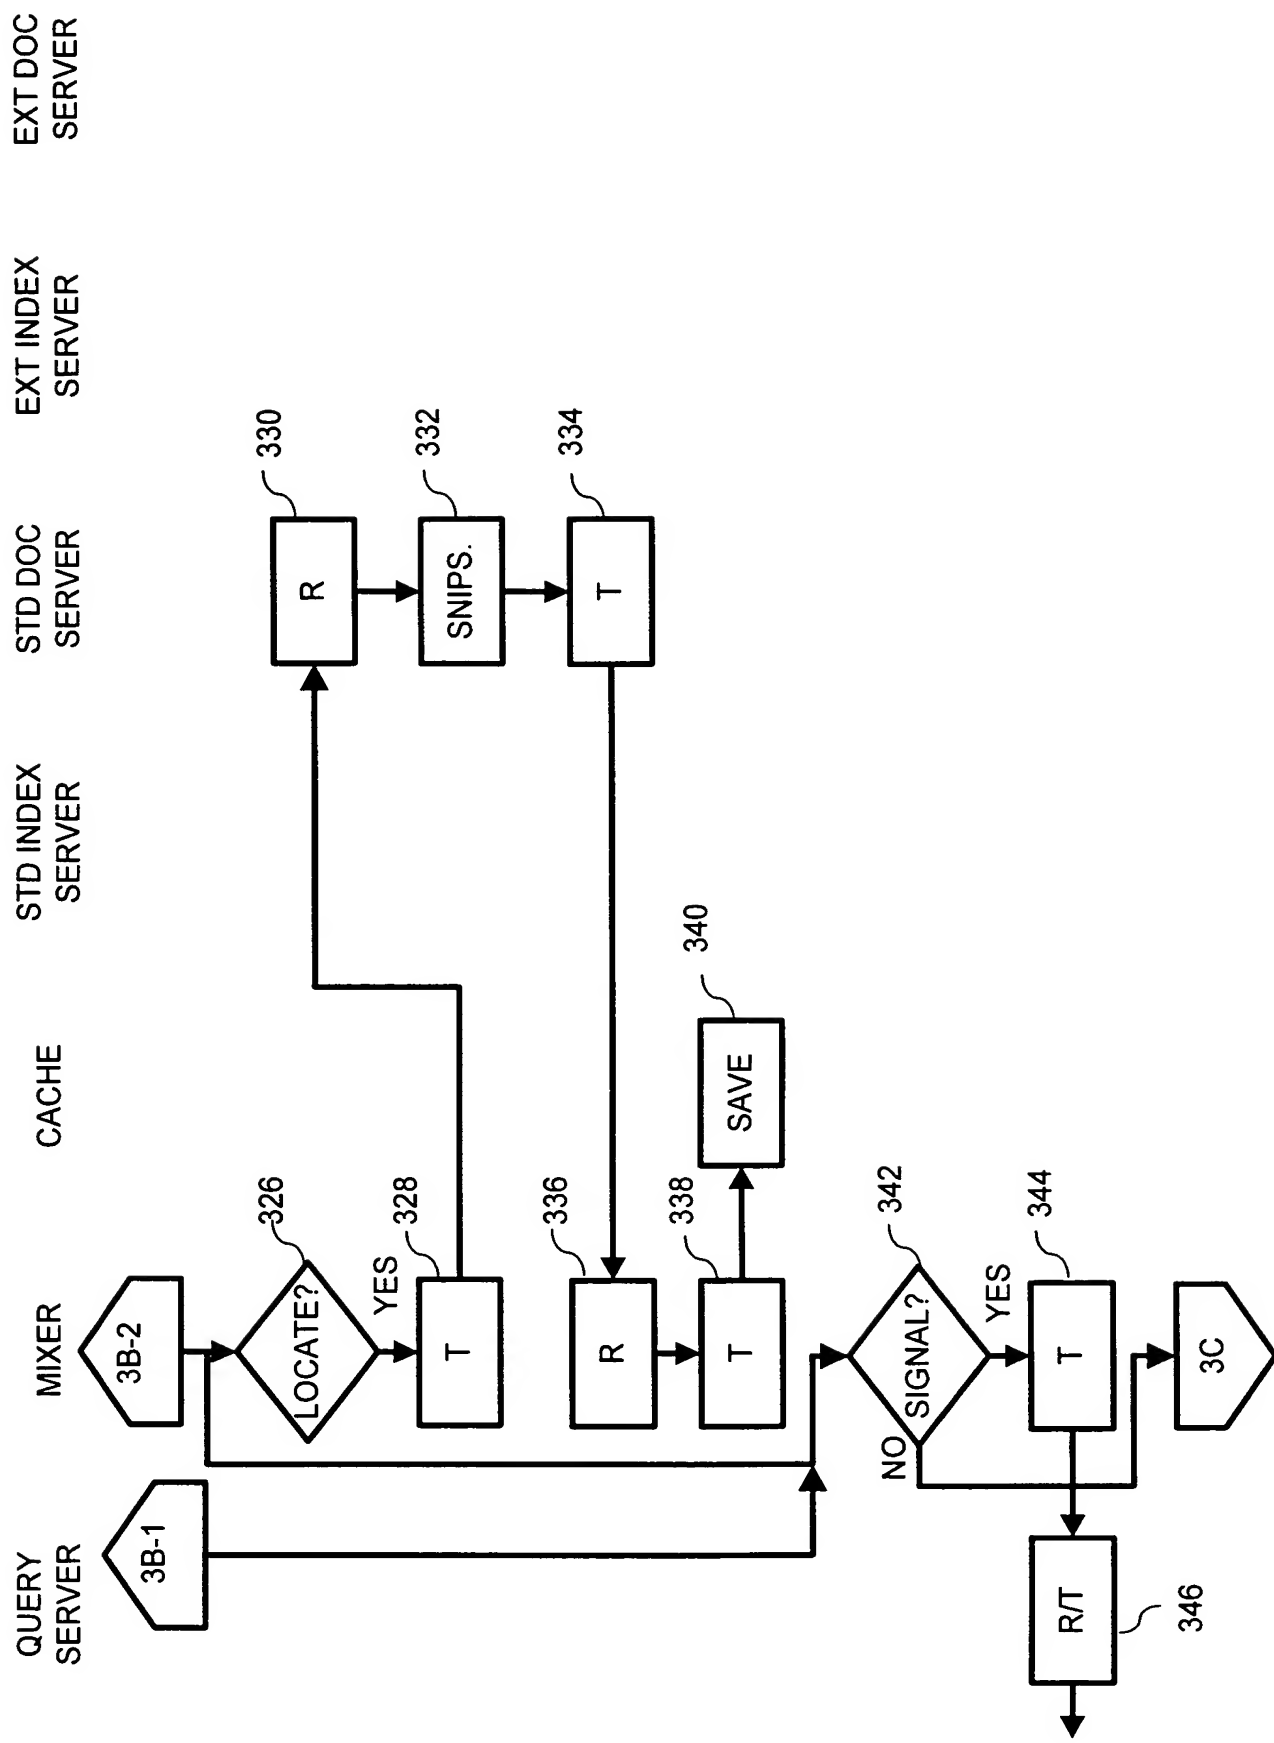 QUERY
SERVER
MIXER
CACHE
STD INDEX
SERVER
STD DOC
SERVER
EXT INDEX
SERVER
EXT DOC
SERVER
3B-1
3B-2
LOCATE?
326
YES
T
328
R
330
SNIPS.
332
T
334
R
336
T
338
SAVE
340
SIGNAL?
342
NO
YES
T
344
R/T
346
3C